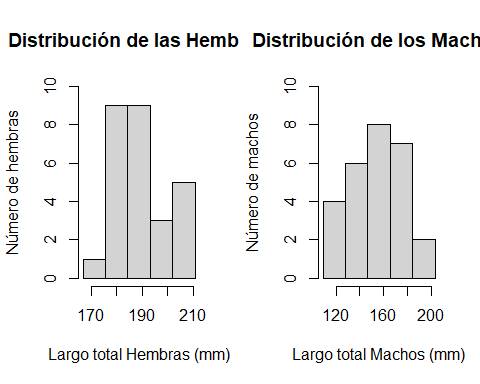 Distribución de las Hemb
Número de hembras
10
8
6
4
2
0
170 190 210
Largo total Hembras (mm)
Distribución de los Mach
Número de machos
10
8
6
4
2
0
120 160 200
Largo total Machos (mm)